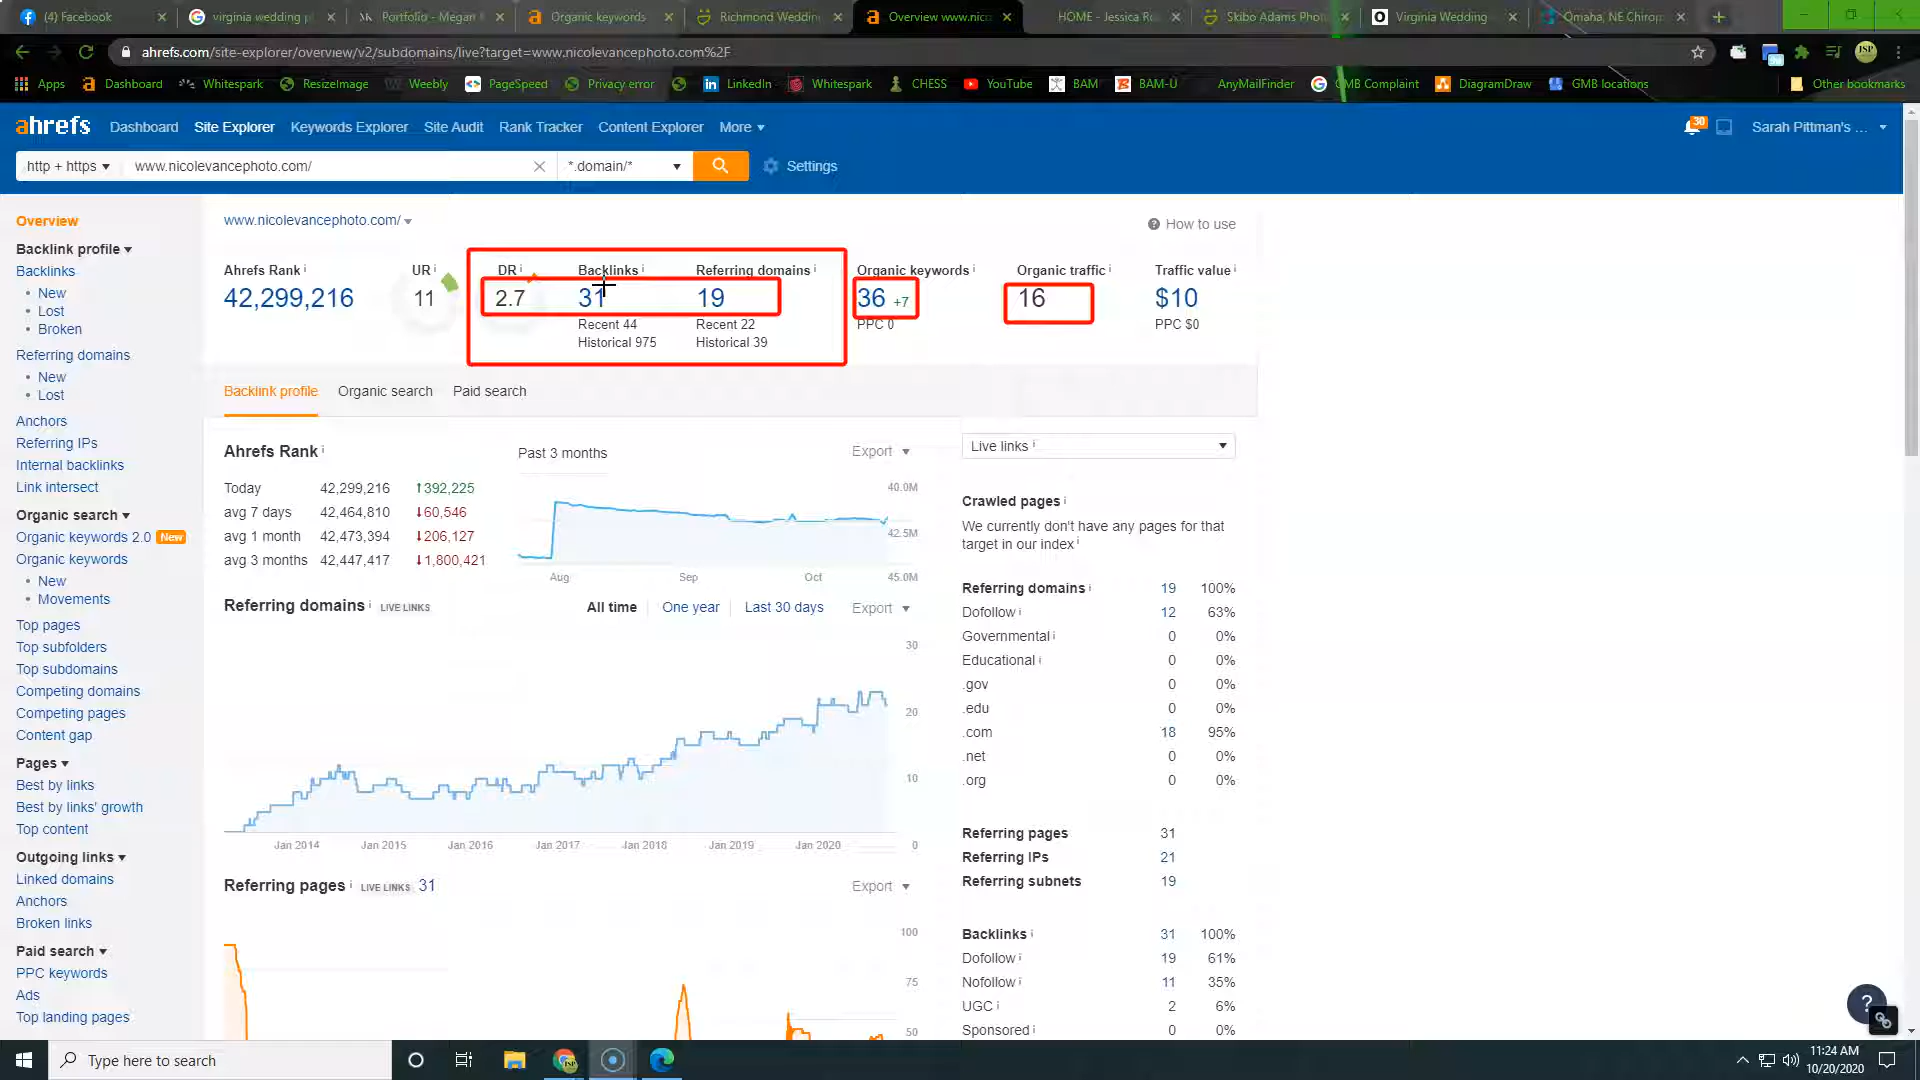 Facebook
virginia wedding p
Portfolio - Megan
Organic keywords
Richmond Wedding
Overview www.nico
HOME - Jessica R
Skibo Adams Phot
Virginia Wedding
Omaha, NE Chirop
ahrefs.com/site-explorer/overview/v2/subdomains/live?target=www.nicolevancephoto.com%2F
Apps
Dashboard
Whitespark
ResizeImage
Weebly
PageSpeed
Privacy error
LinkedIn
Whitespark
CHESS
YouTube
BAM
BAM-U
AnyMailFinder
GMB Complaint
DiagramDraw
GMB locations
Other bookmarks
ahrefs
Dashboard
Site Explorer
Keywords Explorer
Site Audit
Rank Tracker
Content Explorer
More
30
Sarah Pittman's ...
http + https
www.nicolevancephoto.com/
*.domain/*
Settings
Overview
Backlink profile
Backlinks
New
Lost
Broken
Referring domains
New
Lost
Anchors
Referring IPs
Internal backlinks
Link intersect
Organic search
Organic keywords 2.0 New
Organic keywords
New
Movements
Top pages
Top subfolders
Top subdomains
Competing domains
Competing pages
Content gap
Pages
Best by links
Best by links' growth
Top content
Outgoing links
Linked domains
Anchors
Broken links
Paid search
PPC keywords
Ads
Top landing pages
www.nicolevancephoto.com/
How to use
Ahrefs Rank
42,299,216
UR
11
DR
2.7
Backlinks
31
Recent 44
Historical 975
Referring domains
19
Recent 22
Historical 39
Organic keywords
36 +7
PPC 0
Organic traffic
16
Traffic value
$10
PPC $0
Backlink profile
Organic search
Paid search
Ahrefs Rank
Today 42,299,216 ↑392,225
avg 7 days 42,464,810 ↓60,546
avg 1 month 42,473,394 ↓206,127
avg 3 months 42,447,417 ↓1,800,421
Past 3 months
Export
40.0M
42.5M
45.0M
Aug Sep Oct
Referring domains LIVE LINKS
All time
One year
Last 30 days
Export
30
20
10
0
Jan 2014 Jan 2015 Jan 2016 Jan 2017 Jan 2018 Jan 2019 Jan 2020
Referring pages LIVE LINKS 31
Export
100
75
50
Live links
Crawled pages
We currently don't have any pages for that
target in our index
Referring domains 19 100%
Dofollow 12 63%
Governmental 0 0%
Educational 0 0%
.gov 0 0%
.edu 0 0%
.com 18 95%
.net 0 0%
.org 0 0%
Referring pages 31
Referring IPs 21
Referring subnets 19
Backlinks 31 100%
Dofollow 19 61%
Nofollow 11 35%
UGC 2 6%
Sponsored 0 0%
?
Type here to search
11:24 AM
10/20/2020